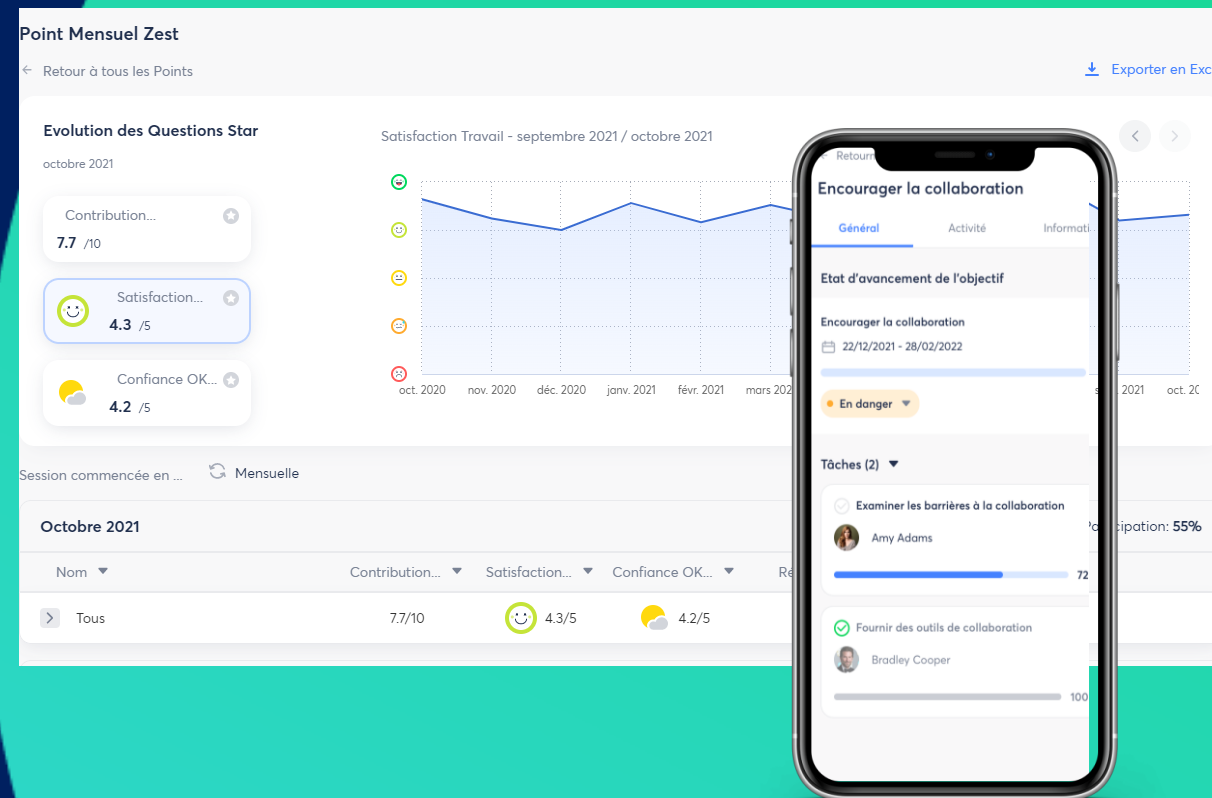 Point Mensuel Zest
← Retour à tous les Points
Exporter en Exc
Evolution des Questions Star
octobre 2021
Contribution...
7.7 /10
Satisfaction...
4.3 /5
Confiance OK...
4.2 /5
Satisfaction Travail - septembre 2021 / octobre 2021
oct. 2020 nov. 2020 déc. 2020 janv. 2021 févr. 2021 mars 202 2021 oct. 20
Session commencée en ...
Mensuelle
Octobre 2021
cipation: 55%
Nom Contribution... Satisfaction... Confiance OK... Ré
Tous 7.7/10 4.3/5 4.2/5
Retourn
Encourager la collaboration
Général Activité Informati
Etat d'avancement de l'objectif
Encourager la collaboration
22/12/2021 - 28/02/2022
En danger
Tâches (2)
Examiner les barrières à la collaboration
Amy Adams
72
Fournir des outils de collaboration
Bradley Cooper
100